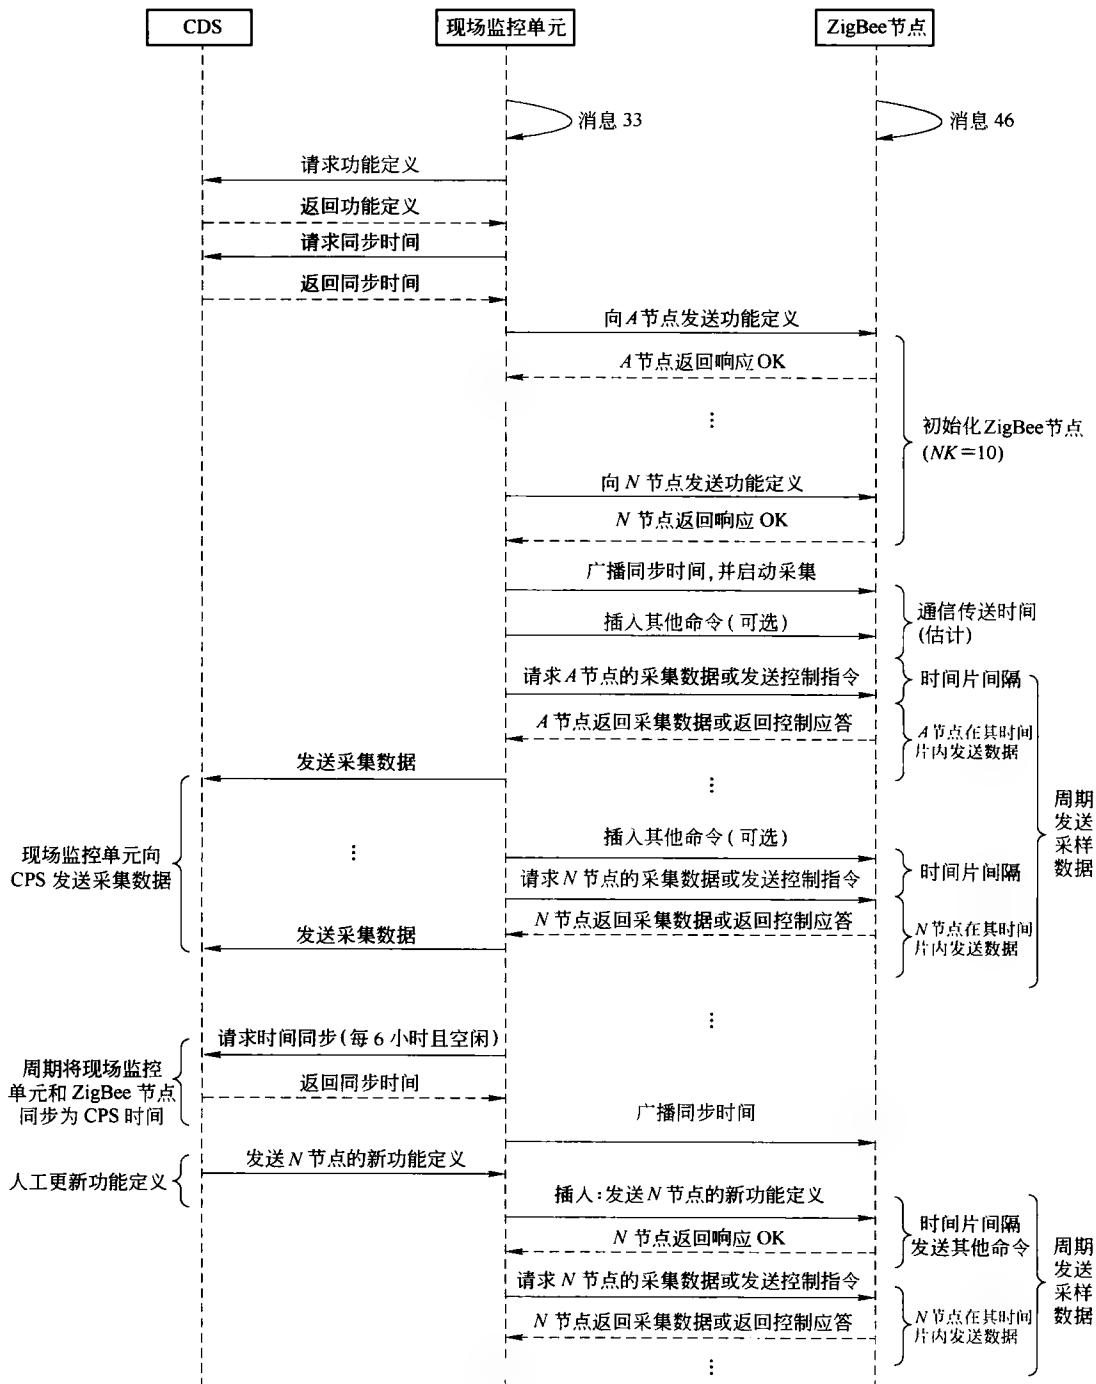 CDS
现场监控单元
ZigBee节点
消息 33
消息 46
请求功能定义
返回功能定义
请求同步时间
返回同步时间
向A节点发送功能定义
A节点返回响应OK
⋮
初始化ZigBee节点
(NK=10)
向N节点发送功能定义
N节点返回响应 OK
广播同步时间,并启动采集
通信传送时间
(估计)
插入其他命令(可选)
请求A节点的采集数据或发送控制指令
时间片间隔
A节点返回采集数据或返回控制应答
A节点在其时间
片内发送数据
发送采集数据
⋮
周期
发送
采样
数据
插入其他命令(可选)
现场监控单元向
CPS 发送采集数据
⋮
请求N节点的采集数据或发送控制指令
时间片间隔
N节点返回采集数据或返回控制应答
N节点在其时间
片内发送数据
发送采集数据
⋮
请求时间同步(每6小时且空闲)
周期将现场监控
单元和 ZigBee 节点
同步为 CPS 时间
返回同步时间
广播同步时间
发送N节点的新功能定义
人工更新功能定义
插入:发送N节点的新功能定义
N节点返回响应 OK
时间片间隔
发送其他命令
周期
发送
采样
数据
请求N节点的采集数据或发送控制指令
N节点返回采集数据或返回控制应答
N节点在其时间
片内发送数据
⋮